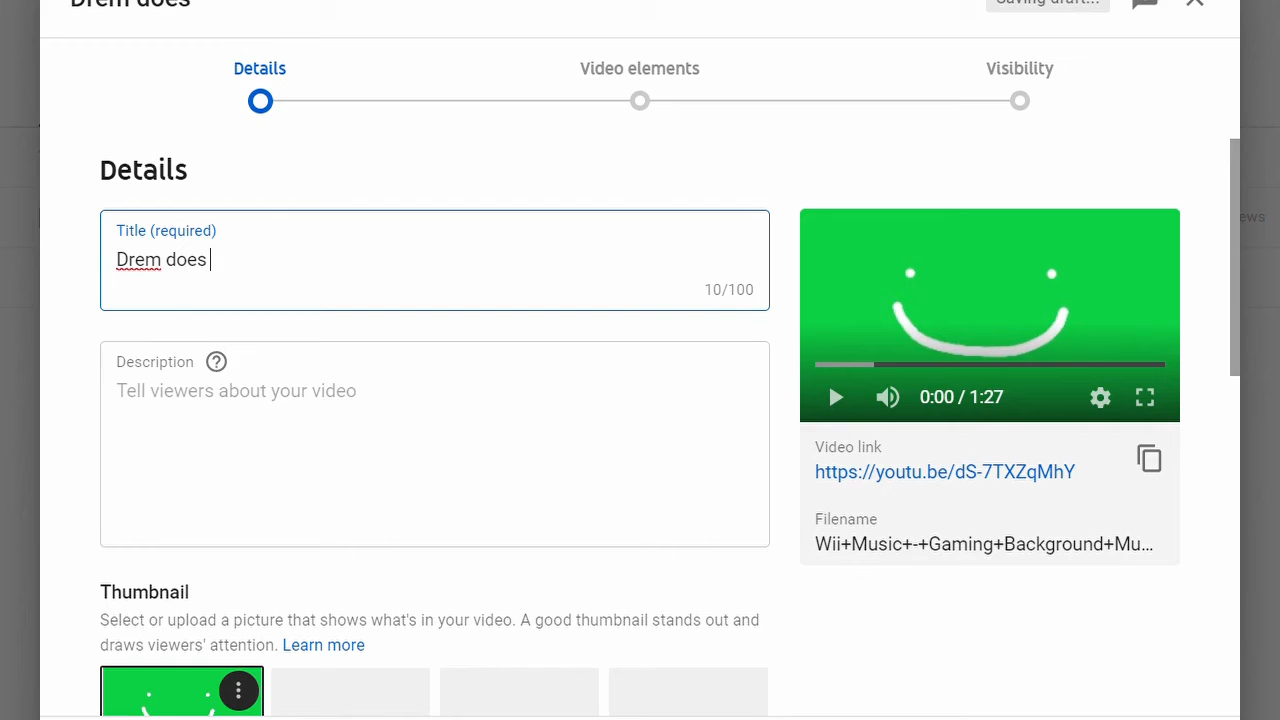 Drem does
Saving draft...
Details
Video elements
Visibility
Details
Title (required)
Drem does
10/100
Description
Tell viewers about your video
0:00 / 1:27
Video link
https://youtu.be/dS-7TXZqMhY
Filename
Wii+Music+-+Gaming+Background+Mu...
Thumbnail
Select or upload a picture that shows what's in your video. A good thumbnail stands out and
draws viewers' attention. Learn more